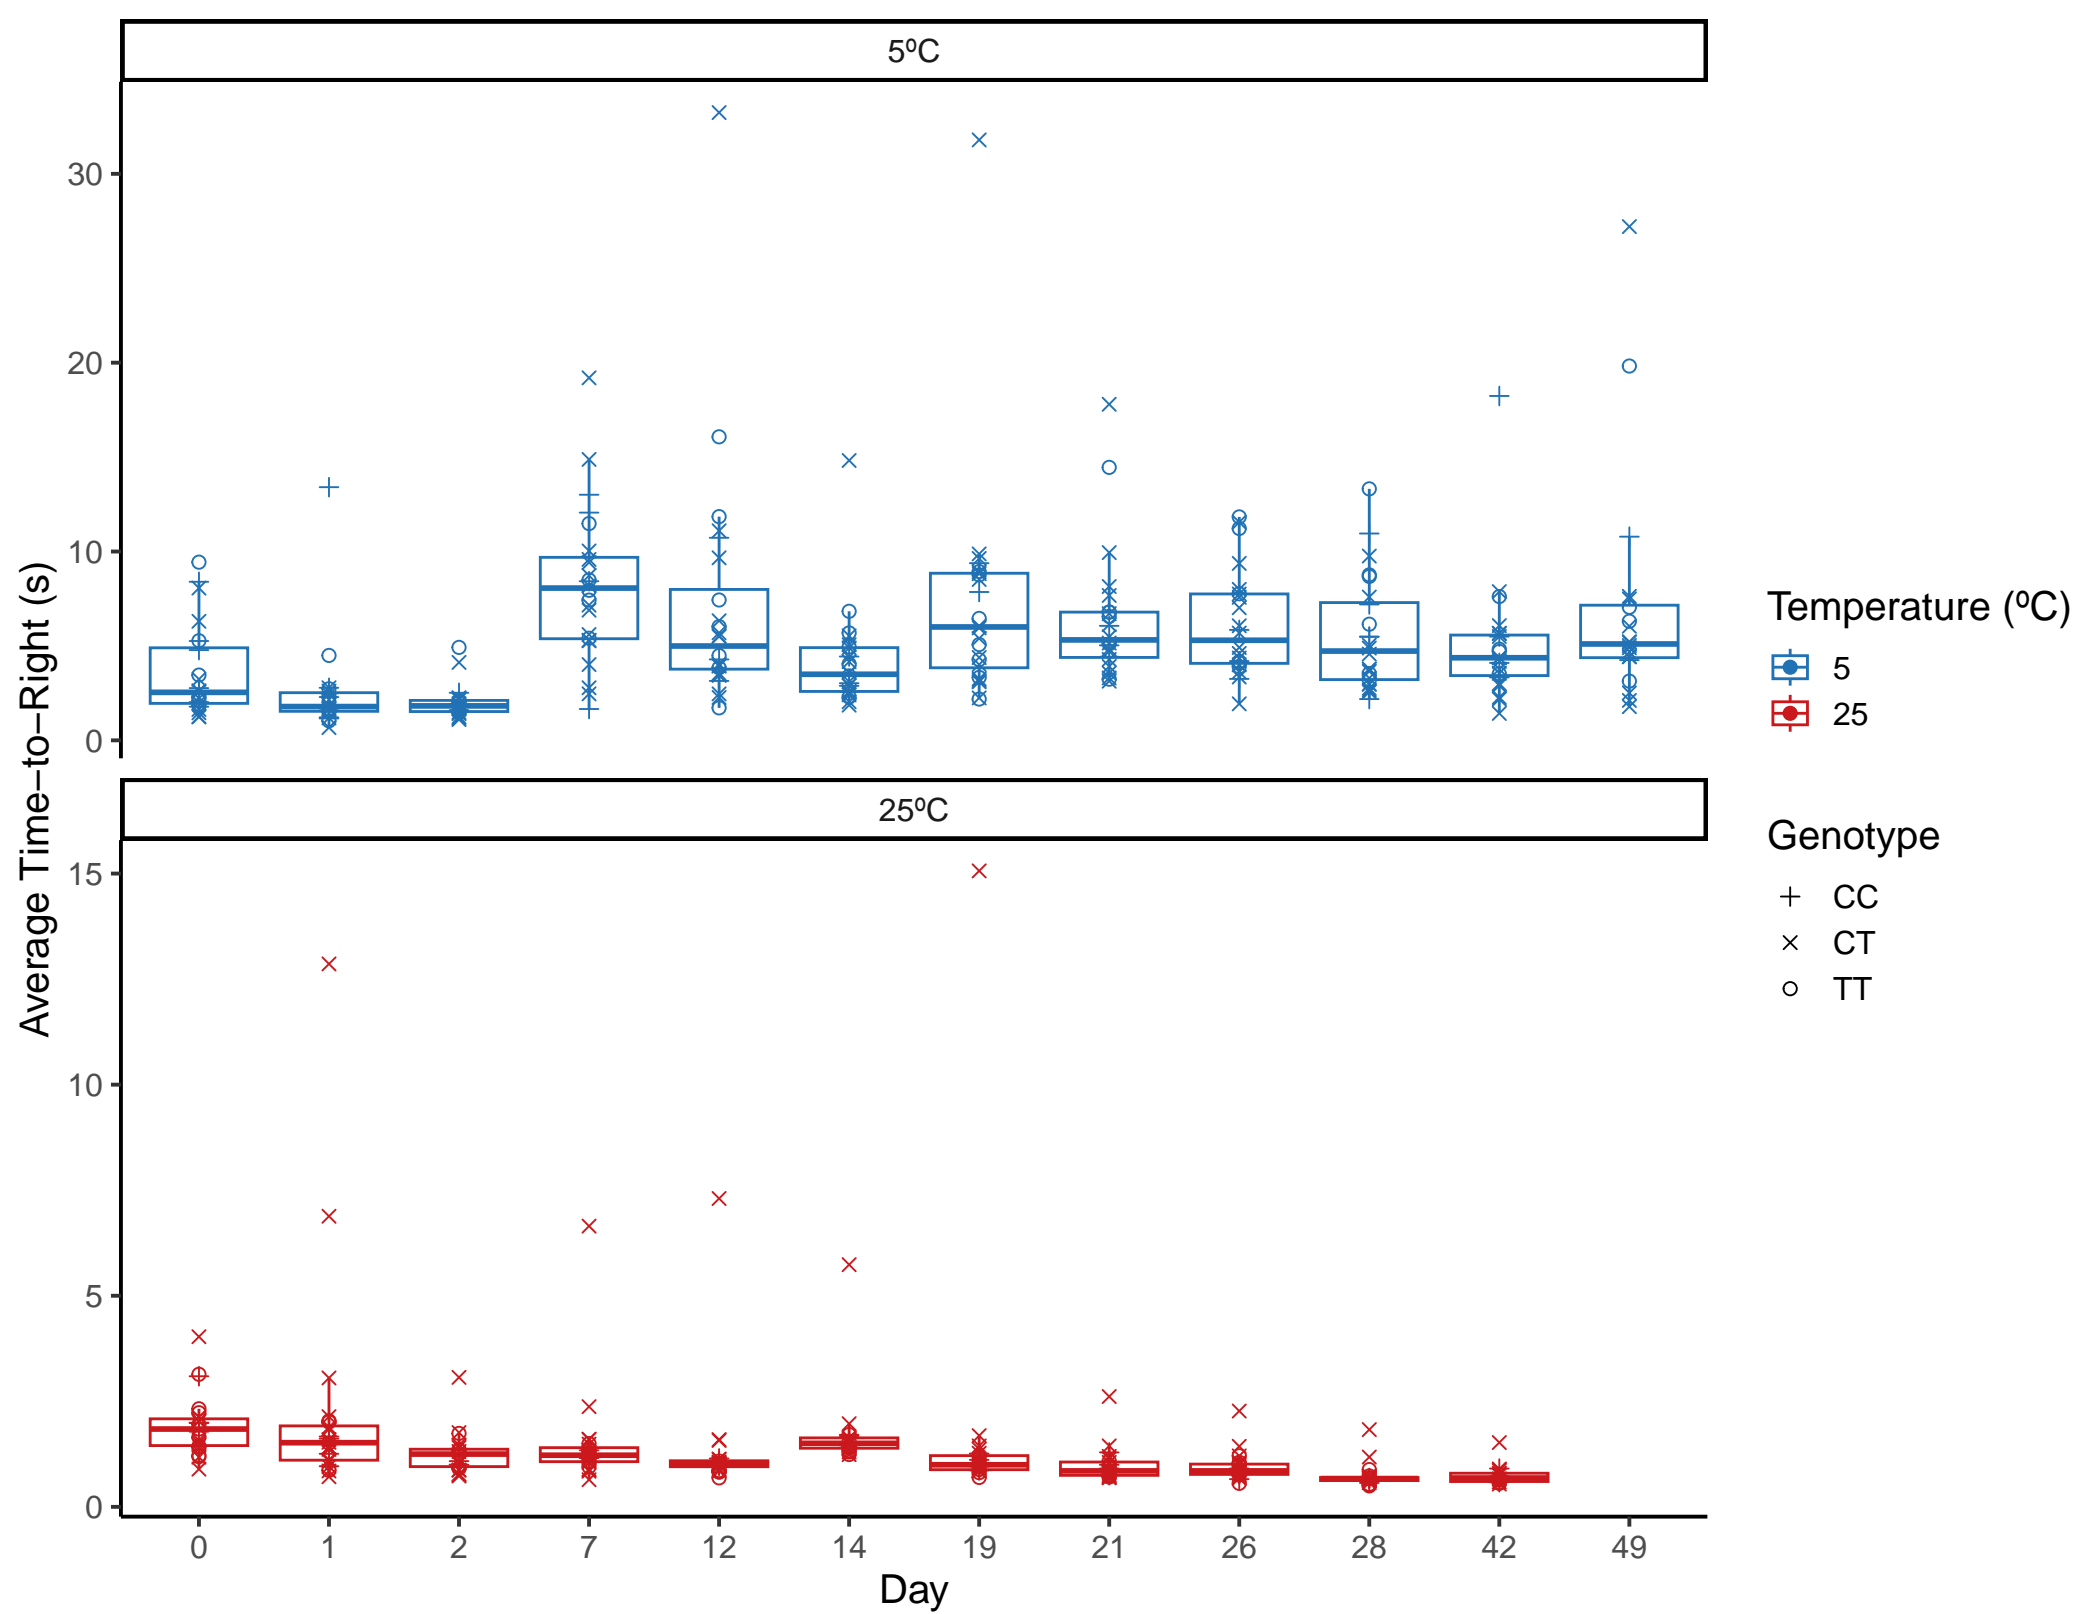 5ºC
30
20
10
0
25ºC
15
10
5
0
0 1 2 7 12 14 19 21 26 28 42 49
Day
Average Time–to–Right (s)
Temperature (ºC)
5
25
Genotype
CC
CT
TT